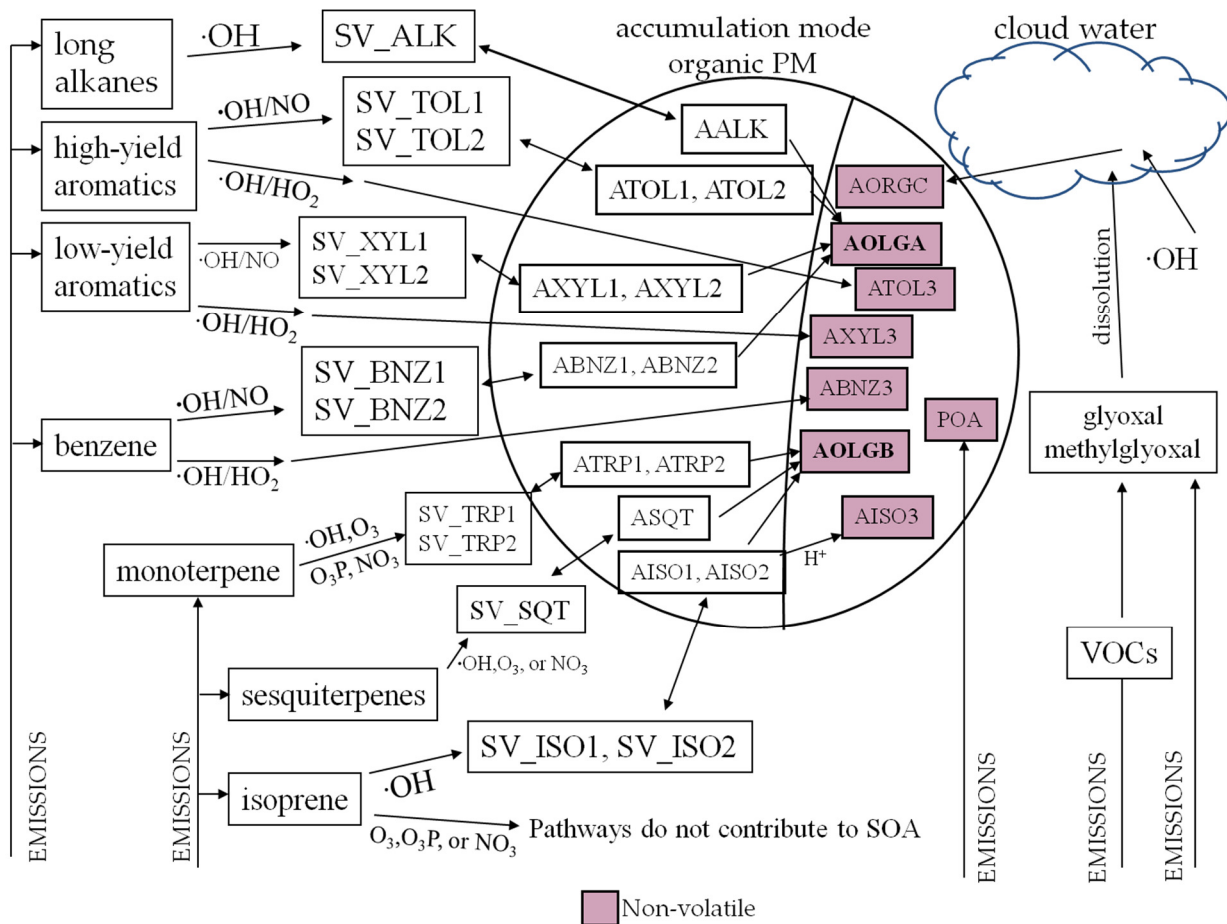 long
alkanes
·OH
SV_ALK
accumulation mode
organic PM
cloud water
high-yield
aromatics
·OH/NO
SV_TOL1
SV_TOL2
·OH/HO₂
AALK
ATOL1, ATOL2
AORGC
AOLGA
ATOL3
low-yield
aromatics
·OH/NO
SV_XYL1
SV_XYL2
·OH/HO₂
AXYL1, AXYL2
AXYL3
·OH
dissolution
benzene
·OH/NO
SV_BNZ1
SV_BNZ2
·OH/HO₂
ABNZ1, ABNZ2
ABNZ3
POA
glyoxal
methylglyoxal
ATRP1, ATRP2
AOLGB
monoterpene
·OH,O₃
O₃P, NO₃
SV_TRP1
SV_TRP2
ASQT
AISO1, AISO2
H⁺
AISO3
SV_SQT
·OH,O₃, or NO₃
sesquiterpenes
VOCs
isoprene
·OH
SV_ISO1, SV_ISO2
O₃,O₃P, or NO₃
Pathways do not contribute to SOA
EMISSIONS
EMISSIONS
EMISSIONS
EMISSIONS
EMISSIONS
Non-volatile